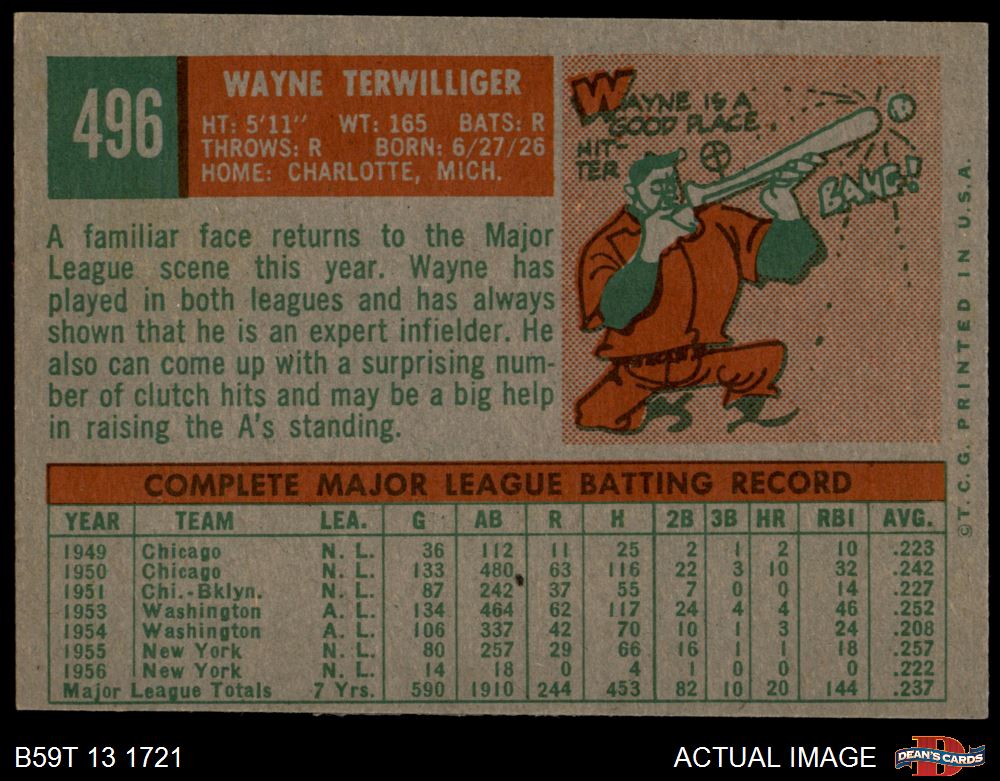 496
WAYNE TERWILLIGER
HT: 5'11" WT: 165 BATS: R
THROWS: R BORN: 6/27/26
HOME: CHARLOTTE, MICH.
WAYNE IS A
GOOD PLACE..
HIT-
TER
BANG!
A familiar face returns to the Major
League scene this year. Wayne has
played in both leagues and has always
shown that he is an expert infielder. He
also can come up with a surprising num-
ber of clutch hits and may be a big help
in raising the A's standing.
COMPLETE MAJOR LEAGUE BATTING RECORD
YEAR TEAM LEA. G AB R H 2B 3B HR RBI AVG.
1949 Chicago N. L. 36 112 11 25 2 1 2 10 .223
1950 Chicago N. L. 133 480 63 116 22 3 10 32 .242
1951 Chi.-Bklyn. N. L. 87 242 37 55 7 0 0 14 .227
1953 Washington A. L. 134 464 62 117 24 4 4 46 .252
1954 Washington A. L. 106 337 42 70 10 1 3 24 .208
1955 New York N. L. 80 257 29 66 16 1 1 18 .257
1956 New York N. L. 14 18 0 4 1 0 0 0 .222
Major League Totals 7 Yrs. 590 1910 244 453 82 10 20 144 .237
©T.C.G. PRINTED IN U.S.A.
B59T 13 1721
ACTUAL IMAGE
D
DEAN'S CARDS